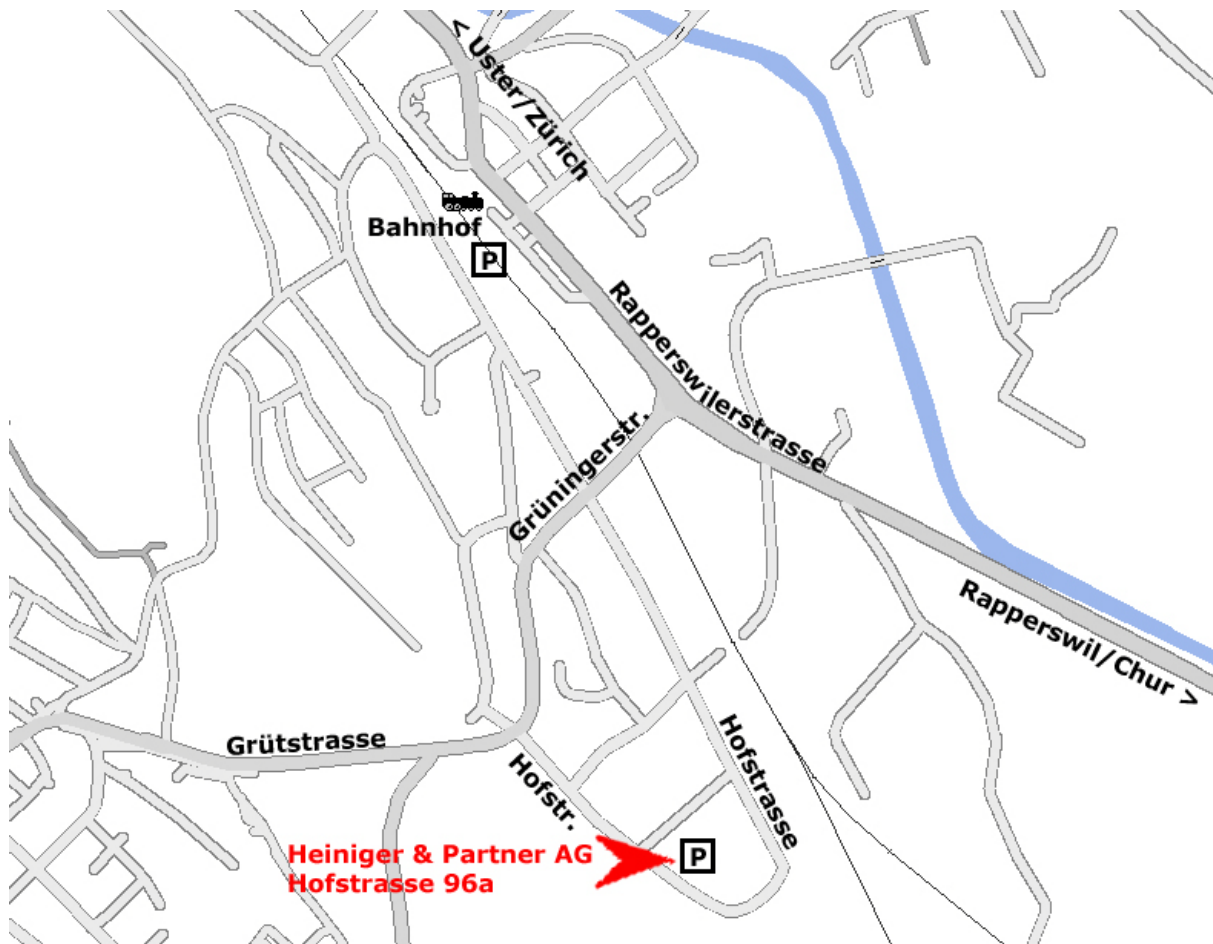 < Uster/Zürich
Bahnhof
P
Rapperswilerstrasse
Grüningerstr.
Rapperswil/Chur >
Grütstrasse
Hofstr.
Hofstrasse
Heiniger & Partner AG
Hofstrasse 96a
P